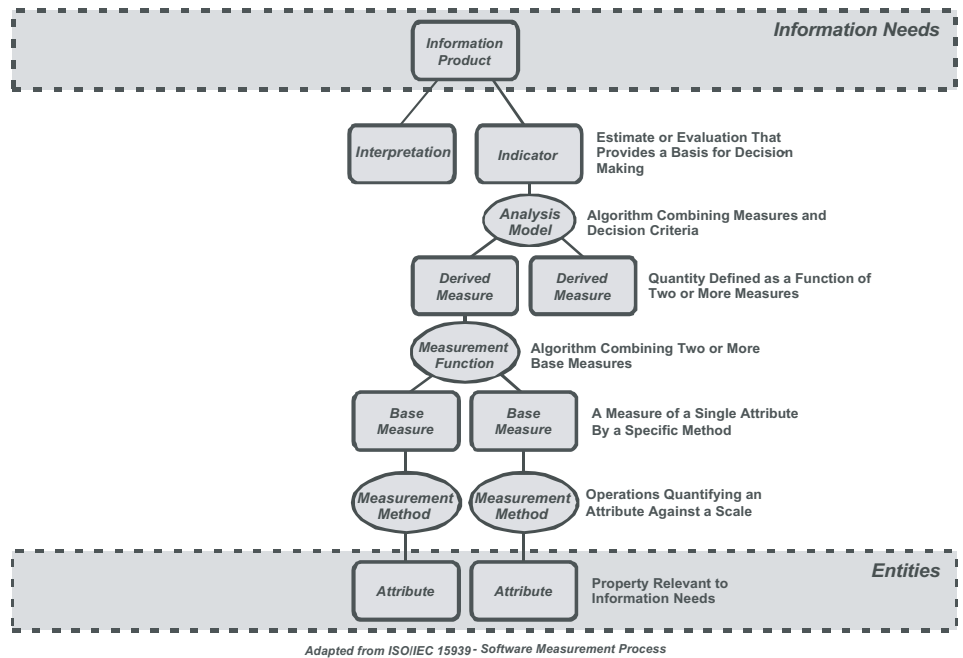 Information Needs
Information
Product
Interpretation
Indicator
Estimate or Evaluation That
Provides a Basis for Decision
Making
Analysis
Model
Algorithm Combining Measures and
Decision Criteria
Derived
Measure
Derived
Measure
Quantity Defined as a Function of
Two or More Measures
Measurement
Function
Algorithm Combining Two or More
Base Measures
Base
Measure
Base
Measure
A Measure of a Single Attribute
By a Specific Method
Measurement
Method
Measurement
Method
Operations Quantifying an
Attribute Against a Scale
Entities
Attribute
Attribute
Property Relevant to
Information Needs
Adapted from ISO/IEC 15939 - Software Measurement Process